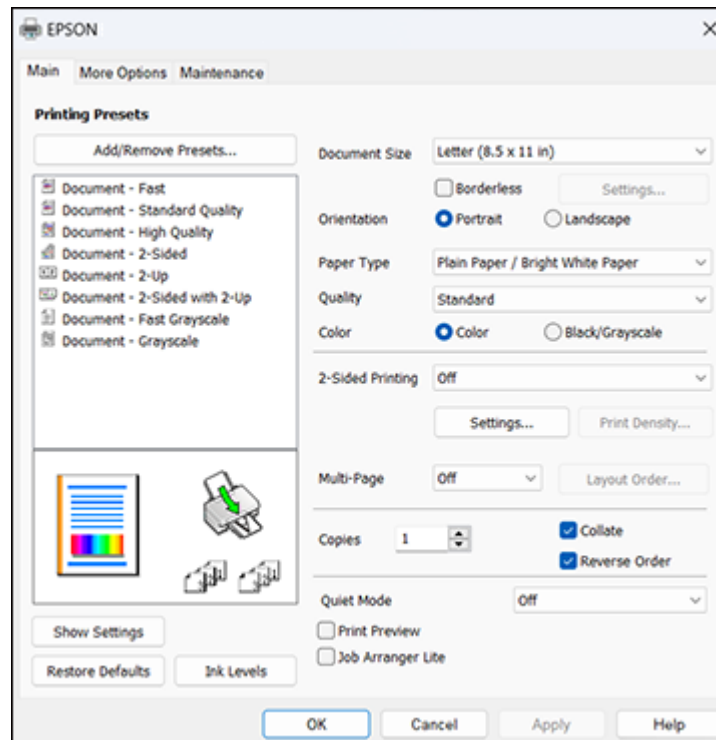 EPSON
Main More Options Maintenance
Printing Presets
Add/Remove Presets...
Document - Fast
Document - Standard Quality
Document - High Quality
Document - 2-Sided
Document - 2-Up
Document - 2-Sided with 2-Up
Document - Fast Grayscale
Document - Grayscale
Show Settings
Restore Defaults Ink Levels
Document Size Letter (8.5 x 11 in)
Borderless Settings...
Orientation Portrait Landscape
Paper Type Plain Paper / Bright White Paper
Quality Standard
Color Color Black/Grayscale
2-Sided Printing Off
Settings... Print Density...
Multi-Page Off Layout Order...
Copies 1 Collate
Reverse Order
Quiet Mode Off
Print Preview
Job Arranger Lite
OK Cancel Apply Help